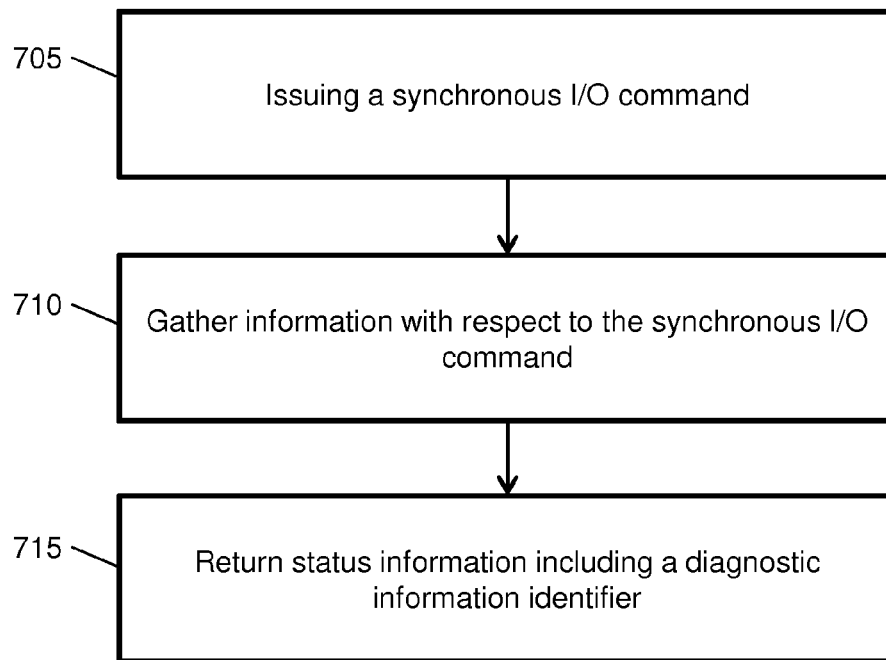 705
Issuing a synchronous I/O command
710
Gather information with respect to the synchronous I/O
command
715
Return status information including a diagnostic
information identifier